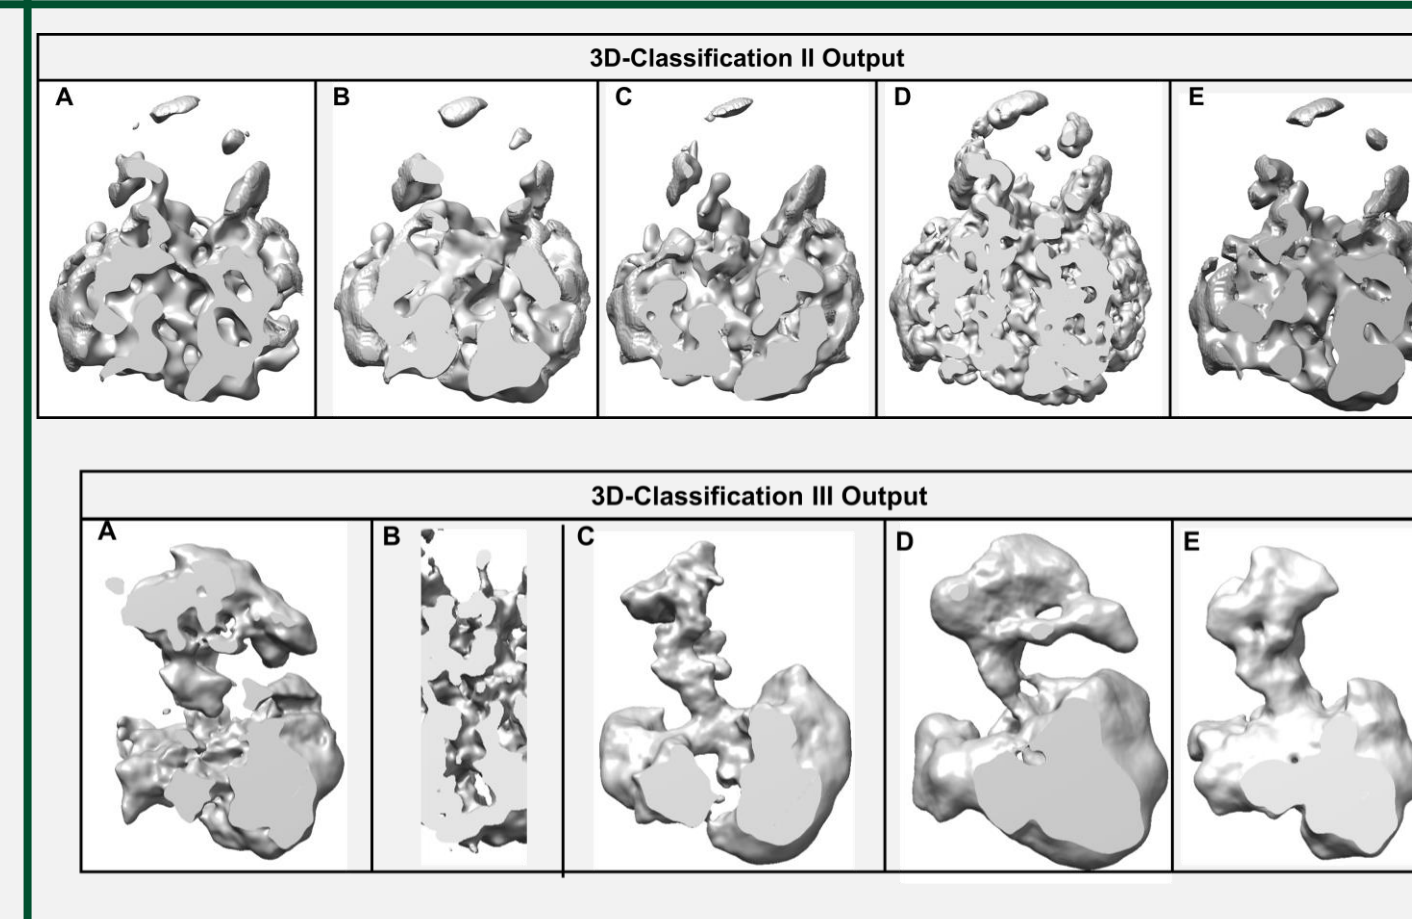 3D-Classification II Output
A B C D E
3D-Classification III Output
A B C D E